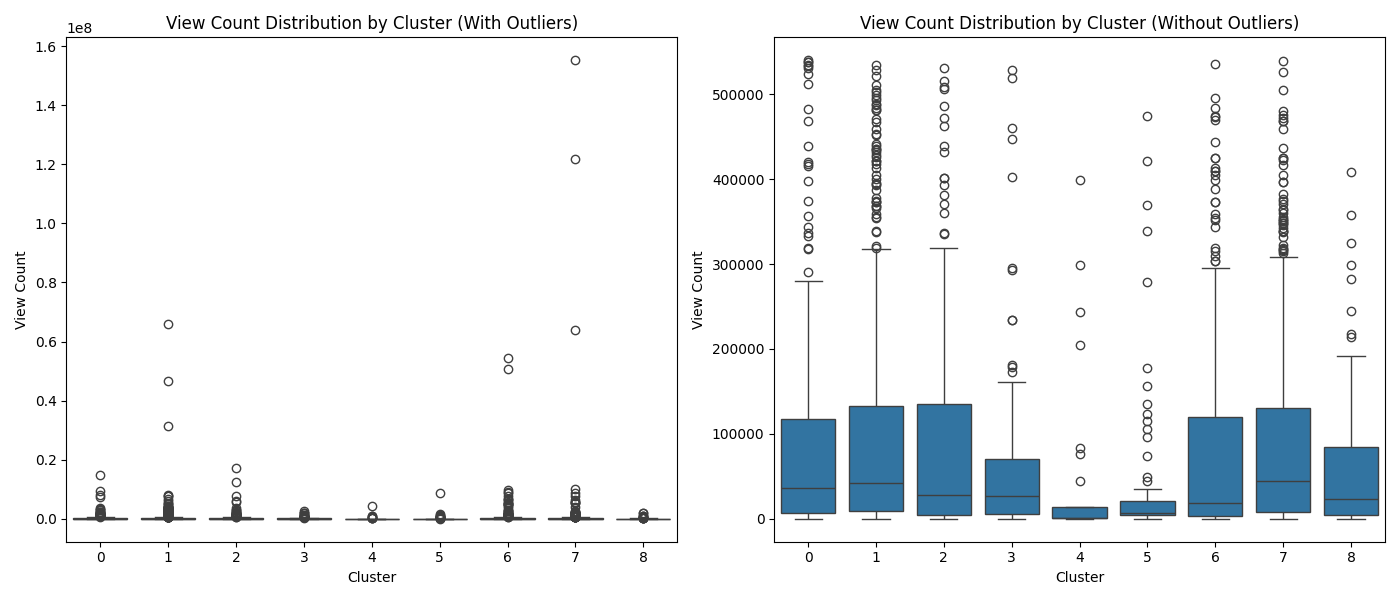 View Count Distribution by Cluster (With Outliers)
1e8
1.6
1.4
1.2
1.0
0.8
0.6
0.4
0.2
0.0
View Count
0 1 2 3 4 5 6 7 8
Cluster
View Count Distribution by Cluster (Without Outliers)
500000
400000
300000
200000
100000
0
View Count
0 1 2 3 4 5 6 7 8
Cluster